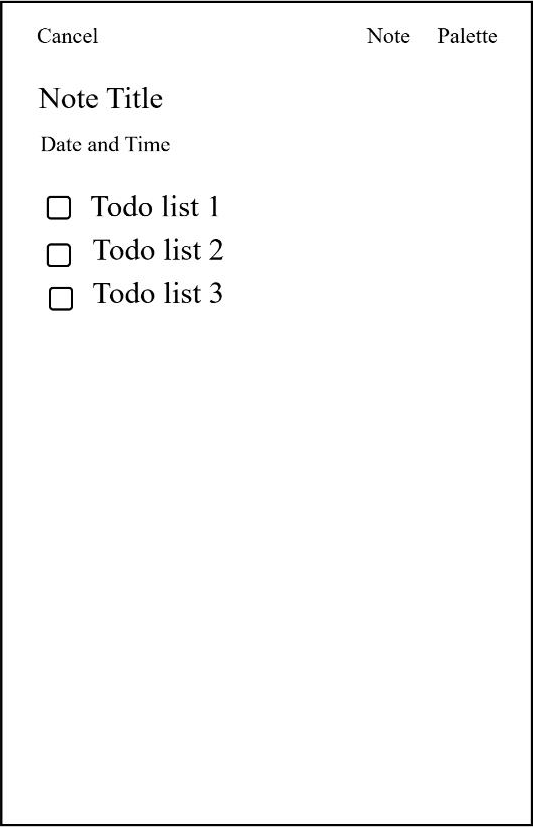 Cancel Note Palette
Note Title
Date and Time
Todo list 1
Todo list 2
Todo list 3